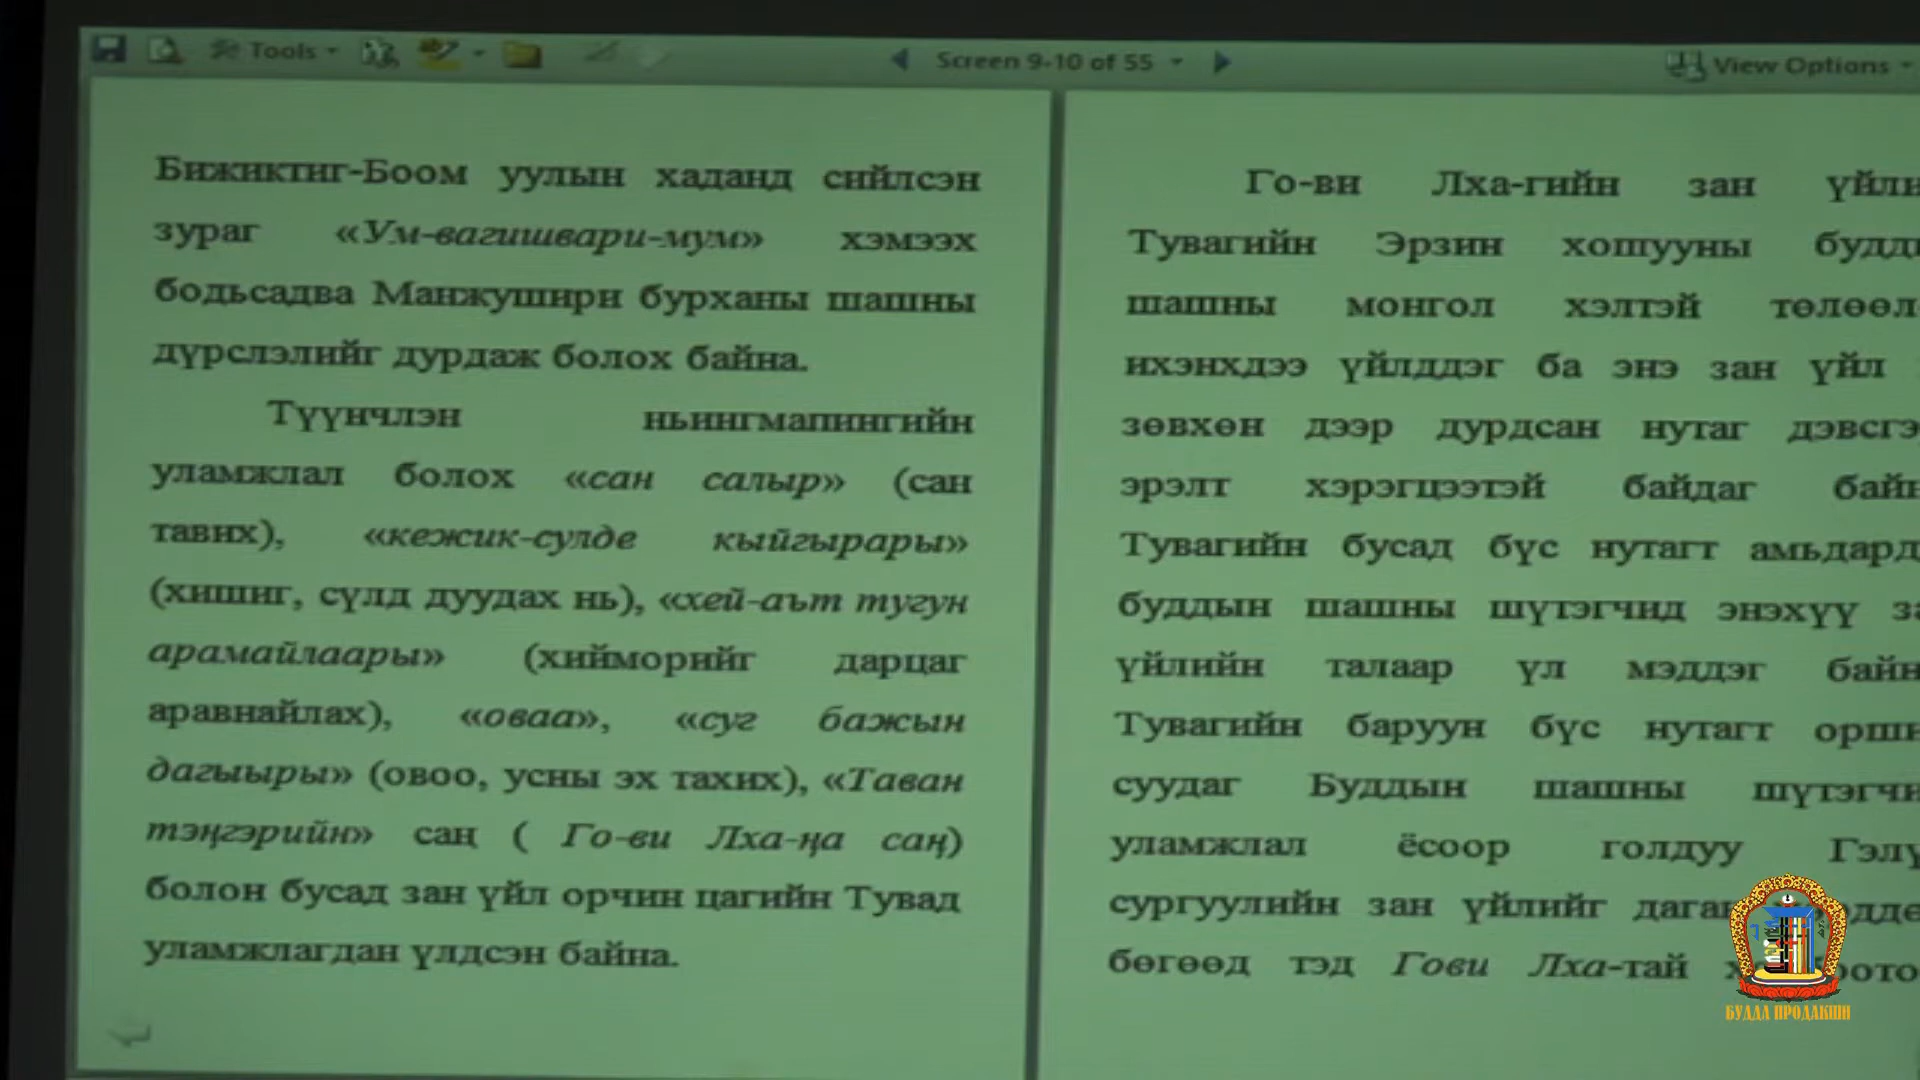 Tools
Screen 9-10 of 55
View Options
Бижиктиг-Боом уулын хаданд сийлсэн
зураг «Ум-вагишвари-мум» хэмээх
бодьсадва Манжушири бурханы шашны
дүрслэлийг дурдаж болох байна.
Түүнчлэн ньингмапингийн
уламжлал болох «сан салыр» (сан
тавих), «кежик-сулде кыйгырары»
(хишиг, сүлд дуудах нь), «хей-аът тугун
арамайлаары» (хийморийг дарцаг
аравнайлах), «оваа», «суг бажын
дагыыры» (овоо, усны эх тахих), «Таван
тэңгэрийн» саң ( Го-ви Лха-ңа саң)
болон бусад зан үйл орчин цагийн Тувад
уламжлагдан үлдсэн байна.
Го-ви Лха-гийн зан
Тувагийн Эрзин хошууны
шашны монгол хэлтэй
ихэнхдээ үйлддэг ба энэ зан үйл
зөвхөн дээр дурдсан нутаг
эрэлт хэрэгцээтэй байдаг
Тувагийн бусад бүс нутагт
буддын шашны шүтэгчид энэхүү
үйлийн талаар үл мэддэг
Тувагийн баруун бүс нутагт
суудаг Буддын шашны
уламжлал ёсоор голдуу
сургуулийн зан үйлийг
бөгөөд тэд Гови Лха-тай
БУДДА ПРОДАКШН